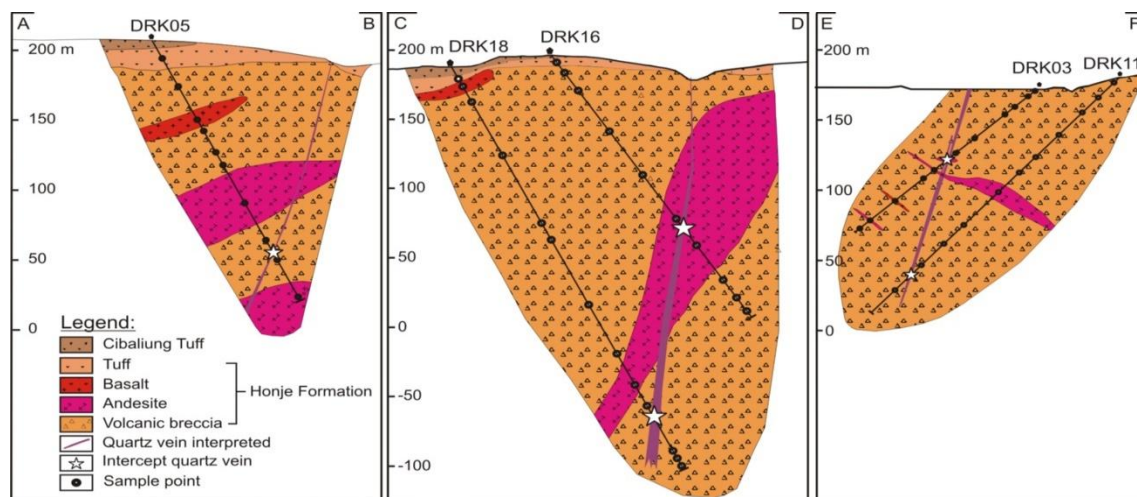 A
B
DRK05
200 m
150
100
50
0
Legend:
Cibaliung Tuff
Tuff
Basalt
Andesite
Volcanic breccia
Honje Formation
Quartz vein interpreted
Intercept quartz vein
Sample point
C
D
DRK18
DRK16
200 m
150
100
50
0
-50
-100
E
F
DRK03
DRK11
200 m
150
100
50
0